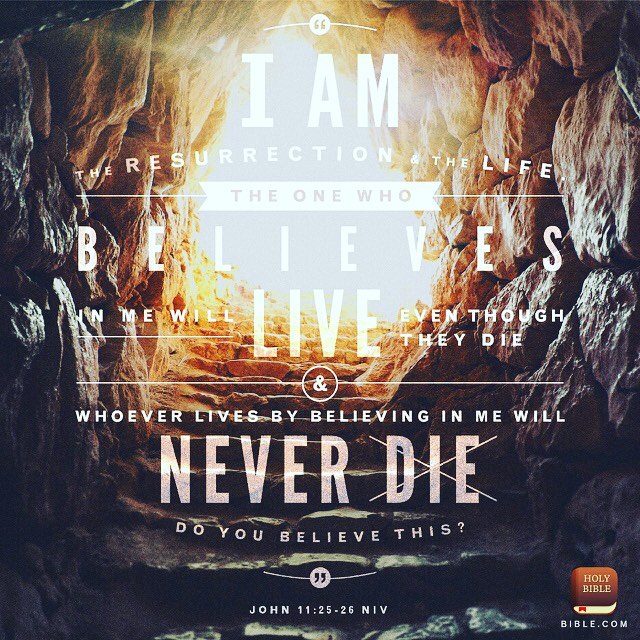 “
I AM
THE RESURRECTION & THE LIFE,
THE ONE WHO
BELIEVES
IN ME WILL LIVE EVEN THOUGH
THEY DIE
&
WHOEVER LIVES BY BELIEVING IN ME WILL
NEVER DIE
DO YOU BELIEVE THIS?
”
JOHN 11:25-26 NIV
HOLY
BIBLE
BIBLE.COM